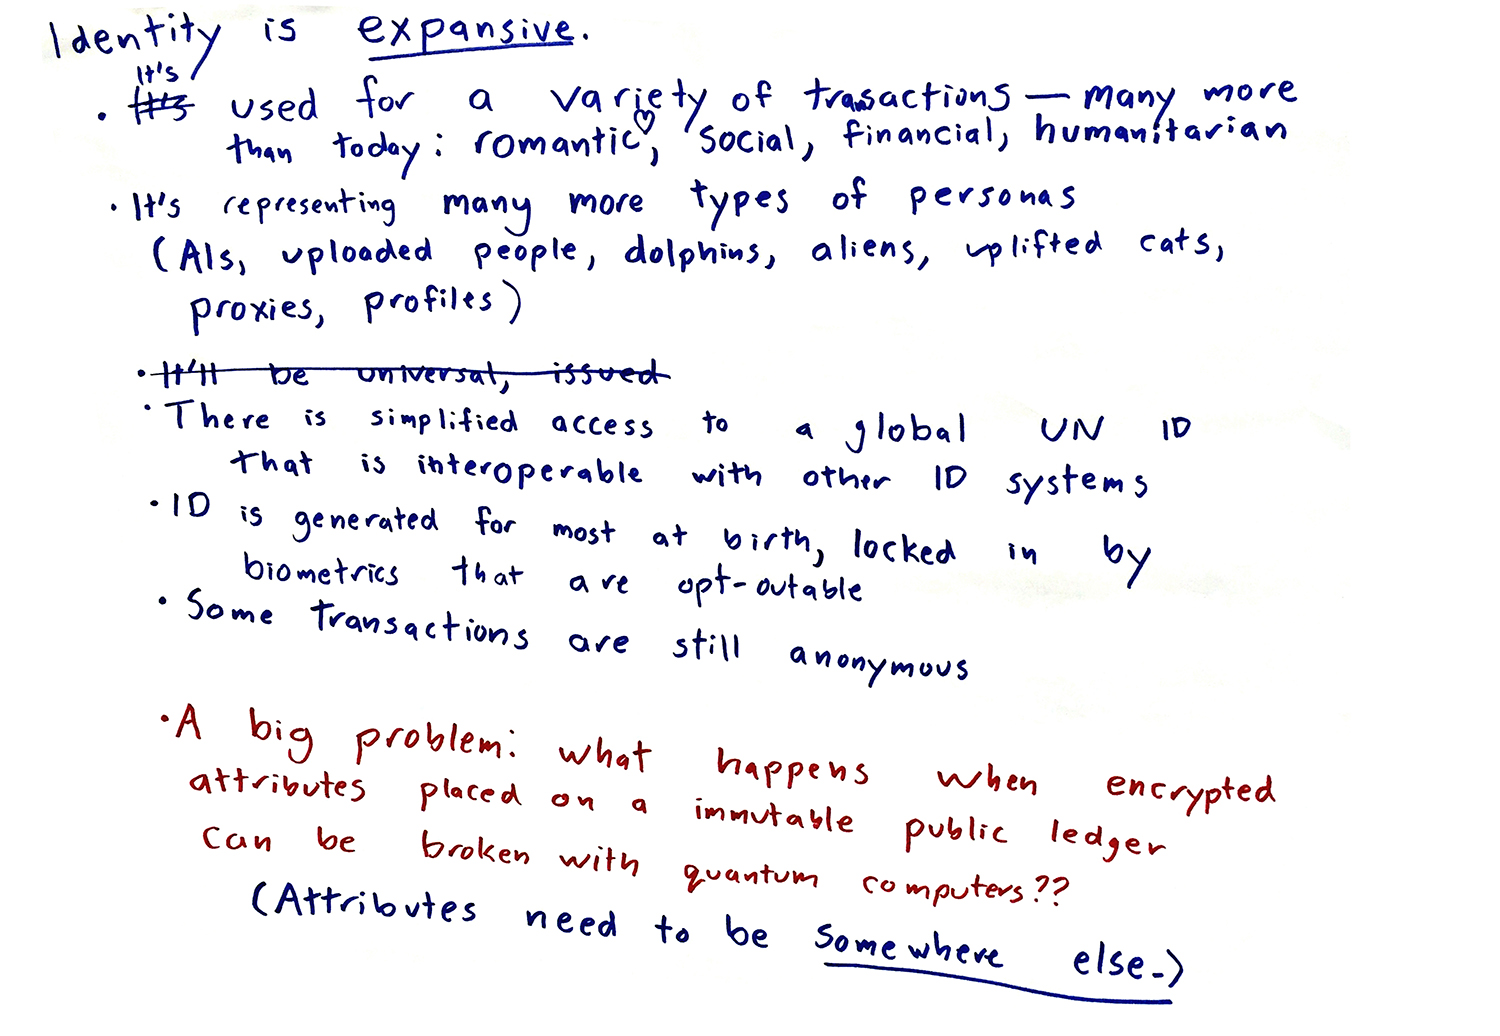 Identity is expansive.
It's
• It's used for a variety of transactions — many more
than today: romantic♡, social, financial, humanitarian
• It's representing many more types of personas
(AIs, uploaded people, dolphins, aliens, uplifted cats,
proxies, profiles)
• It'll be universal, issued
• There is simplified access to a global UN ID
that is interoperable with other ID systems
• ID is generated for most at birth, locked in by
biometrics that are opt-outable
• Some transactions are still anonymous
• A big problem: what happens when encrypted
attributes placed on a immutable public ledger
can be broken with quantum computers??
(Attributes need to be somewhere else.)